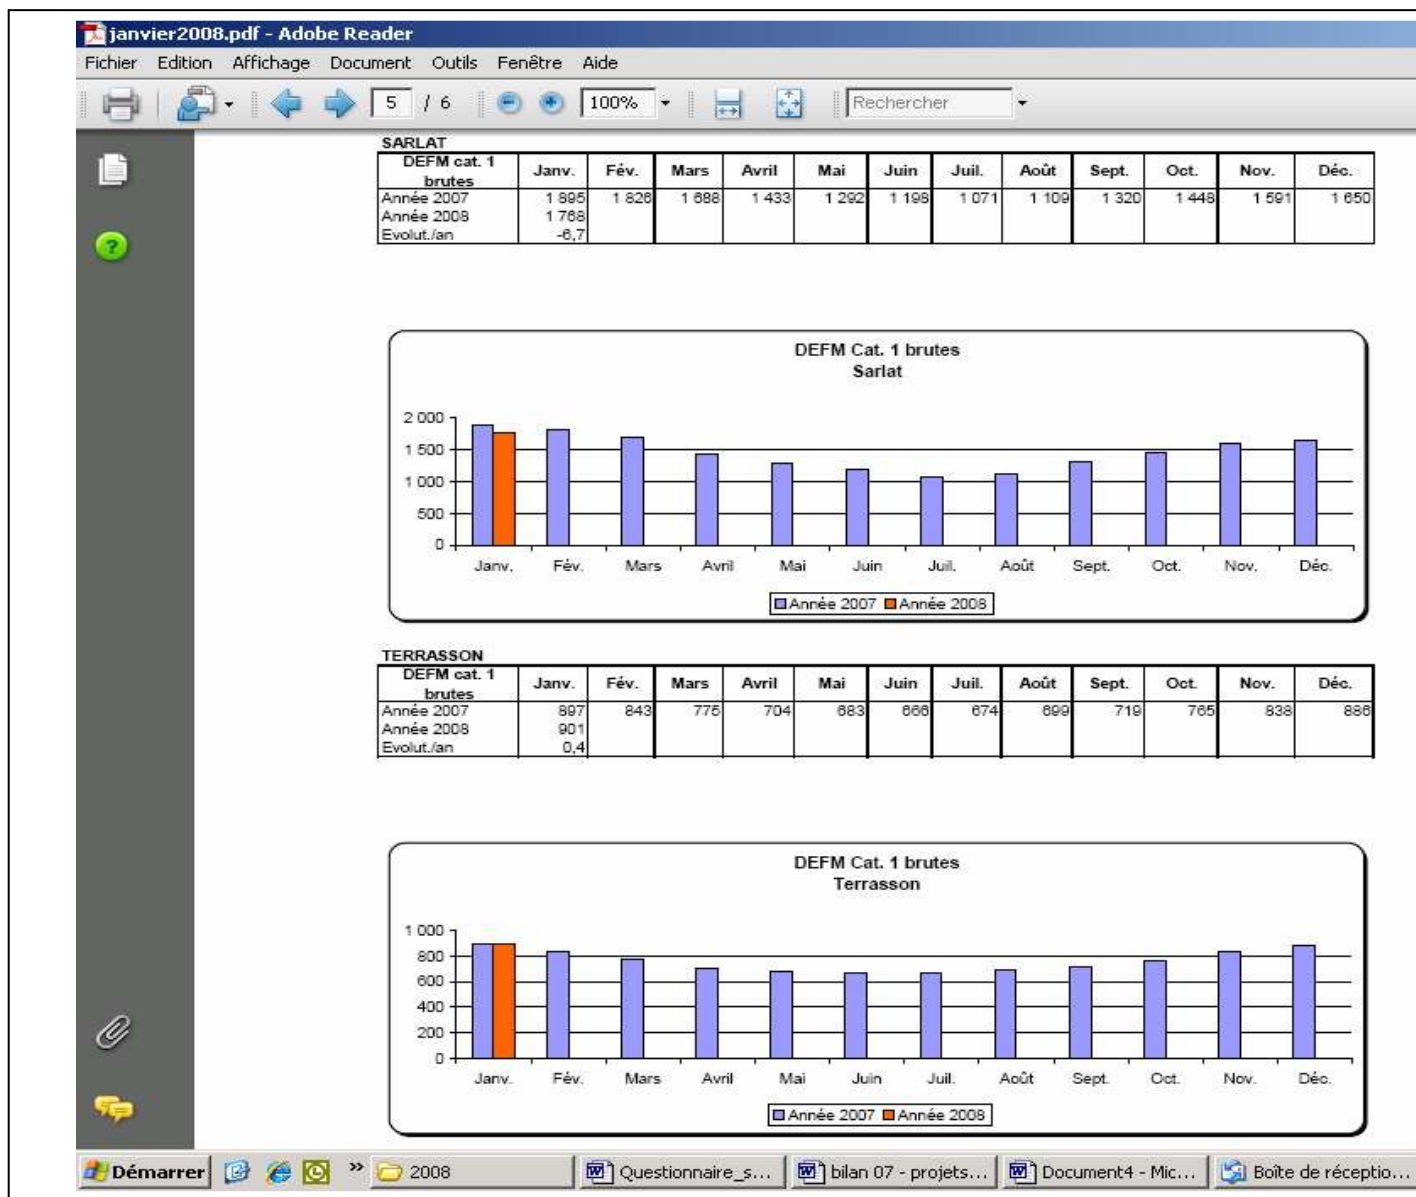 janvier2008.pdf - Adobe Reader
Fichier Edition Affichage Document Outils Fenêtre Aide
5 / 6 100% Rechercher
SARLAT
DEFM cat. 1 brutes Janv. Fév. Mars Avril Mai Juin Juil. Août Sept. Oct. Nov. Déc.
Année 2007 1 895 1 826 1 688 1 433 1 292 1 198 1 071 1 109 1 320 1 448 1 591 1 650
Année 2008 1 768
Evolut./an -6,7
DEFM Cat. 1 brutes
Sarlat
2 000
1 500
1 000
500
0
Janv. Fév. Mars Avril Mai Juin Juil. Août Sept. Oct. Nov. Déc.
Année 2007 Année 2008
TERRASSON
DEFM cat. 1 brutes Janv. Fév. Mars Avril Mai Juin Juil. Août Sept. Oct. Nov. Déc.
Année 2007 897 843 775 704 683 666 674 699 719 765 838 886
Année 2008 901
Evolut./an 0,4
DEFM Cat. 1 brutes
Terrasson
1 000
800
600
400
200
0
Janv. Fév. Mars Avril Mai Juin Juil. Août Sept. Oct. Nov. Déc.
Année 2007 Année 2008
Démarrer » 2008 Questionnaire_s... bilan 07 - projets... Document4 - Mic... Boîte de réceptio...